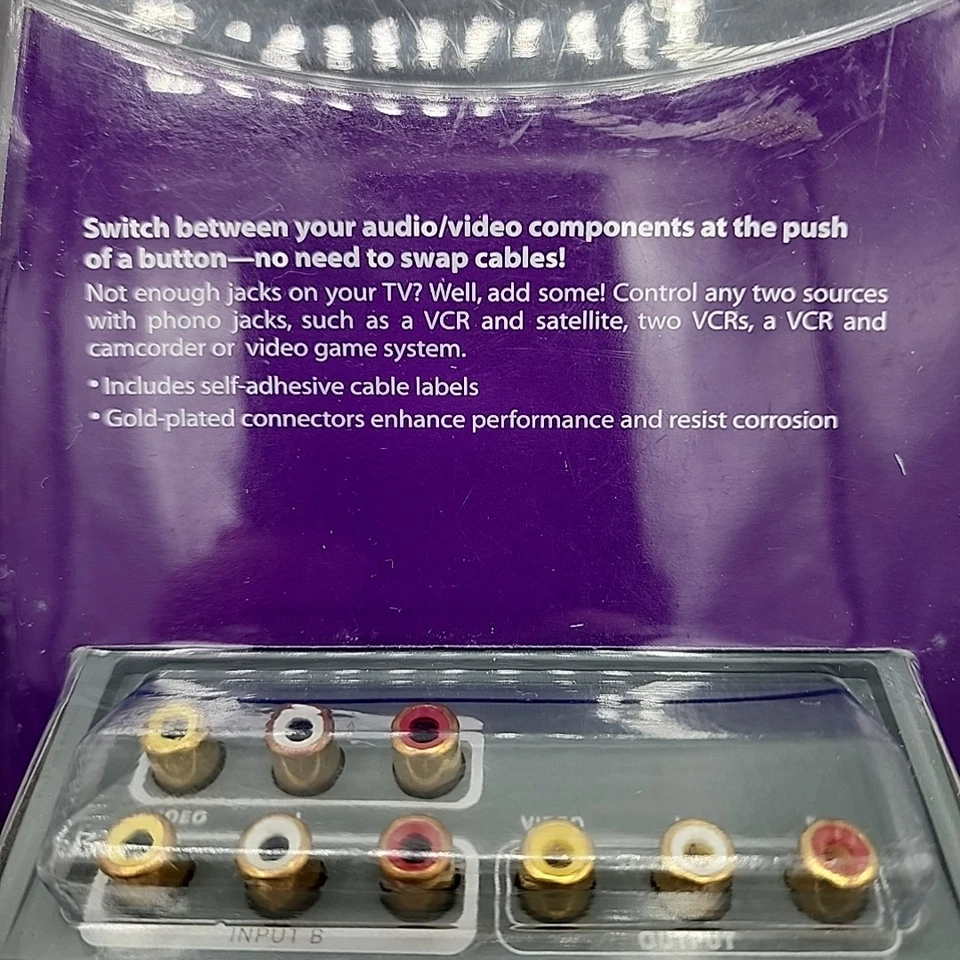 Switch between your audio/video components at the push
of a button—no need to swap cables!
Not enough jacks on your TV? Well, add some! Control any two sources
with phono jacks, such as a VCR and satellite, two VCRs, a VCR and
camcorder or video game system.
• Includes self-adhesive cable labels
• Gold-plated connectors enhance performance and resist corrosion
VIDEO
INPUT B
OUTPUT